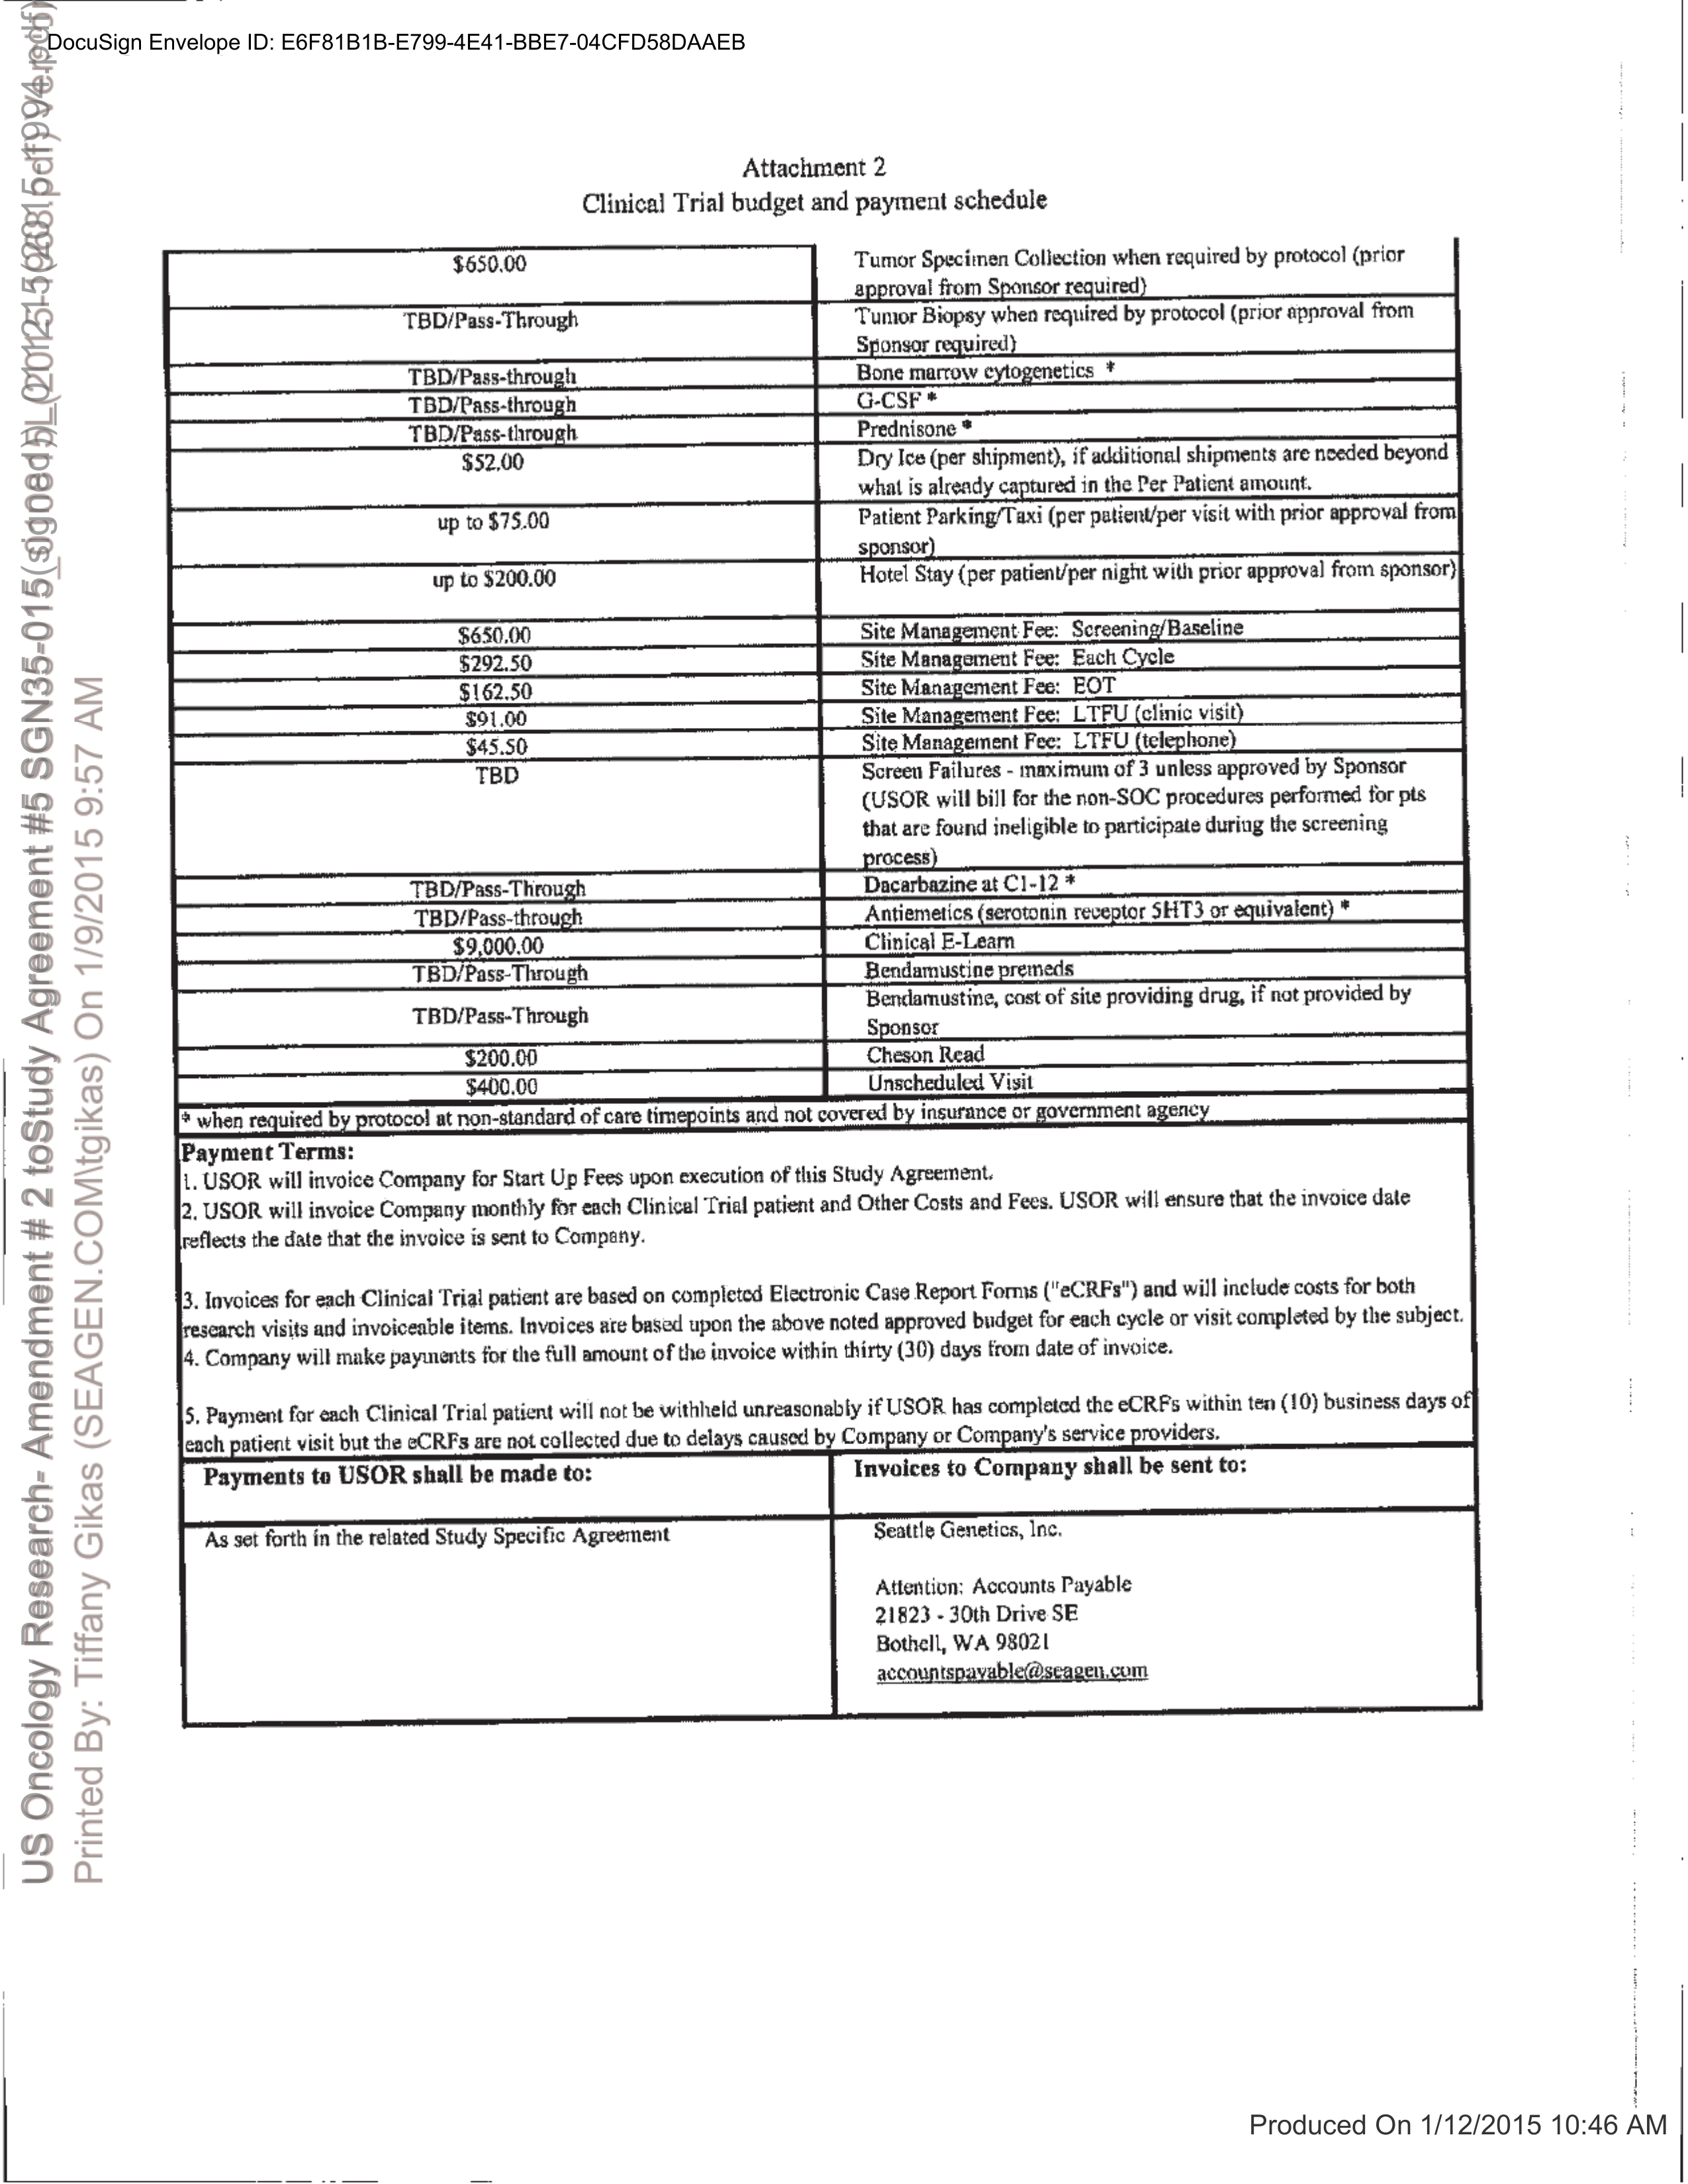 DocuSign Envelope ID: E6F81B1B-E799-4E41-BBE7-04CFD58DAAEB
Attachment 2
Clinical Trial budget and payment schedule
$650.00 Tumor Specimen Collection when required by protocol (prior
approval from Sponsor required)
TBD/Pass-Through Tumor Biopsy when required by protocol (prior approval from
Sponsor required)
TBD/Pass-through Bone marrow cytogenetics *
TBD/Pass-through G-CSF *
TBD/Pass-through Prednisone *
$52.00 Dry Ice (per shipment), if additional shipments are needed beyond
what is already captured in the Per Patient amount.
up to $75.00 Patient Parking/Taxi (per patient/per visit with prior approval from
sponsor)
up to $200.00 Hotel Stay (per patient/per night with prior approval from sponsor)
$650.00 Site Management Fee: Screening/Baseline
$292.50 Site Management Fee: Each Cycle
$162.50 Site Management Fee: EOT
$91.00 Site Management Fee: LTFU (clinic visit)
$45.50 Site Management Fee: LTFU (telephone)
TBD Screen Failures - maximum of 3 unless approved by Sponsor
(USOR will bill for the non-SOC procedures performed for pts
that are found ineligible to participate during the screening
process)
TBD/Pass-Through Dacarbazine at C1-12 *
TBD/Pass-through Antiemetics (serotonin receptor 5HT3 or equivalent) *
$9,000.00 Clinical E-Learn
TBD/Pass-Through Bendamustine premeds
TBD/Pass-Through Bendamustine, cost of site providing drug, if not provided by
Sponsor
$200.00 Cheson Read
$400.00 Unscheduled Visit
* when required by protocol at non-standard of care timepoints and not covered by insurance or government agency
Payment Terms:
1. USOR will invoice Company for Start Up Fees upon execution of this Study Agreement.
2. USOR will invoice Company monthly for each Clinical Trial patient and Other Costs and Fees. USOR will ensure that the invoice date
reflects the date that the invoice is sent to Company.
3. Invoices for each Clinical Trial patient are based on completed Electronic Case Report Forms ("eCRFs") and will include costs for both
research visits and invoiceable items. Invoices are based upon the above noted approved budget for each cycle or visit completed by the subject.
4. Company will make payments for the full amount of the invoice within thirty (30) days from date of invoice.
5. Payment for each Clinical Trial patient will not be withheld unreasonably if USOR has completed the eCRFs within ten (10) business days of
each patient visit but the eCRFs are not collected due to delays caused by Company or Company's service providers.
Payments to USOR shall be made to: Invoices to Company shall be sent to:
As set forth in the related Study Specific Agreement Seattle Genetics, Inc.
Attention: Accounts Payable
21823 - 30th Drive SE
Bothell, WA 98021
accountspayable@seagen.com
US Oncology Research- Amendment # 2 toStudy Agreement #5 SGN35-015
Printed By: Tiffany Gikas (SEAGEN.COM\tgikas) On 1/9/2015 9:57 AM
Produced On 1/12/2015 10:46 AM